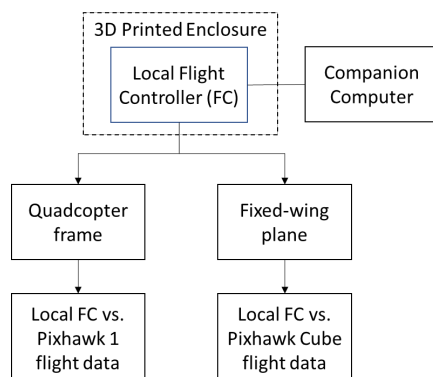 3D Printed Enclosure
Local Flight
Controller (FC)
Companion
Computer
Quadcopter
frame
Fixed-wing
plane
Local FC vs.
Pixhawk 1
flight data
Local FC vs.
Pixhawk Cube
flight data